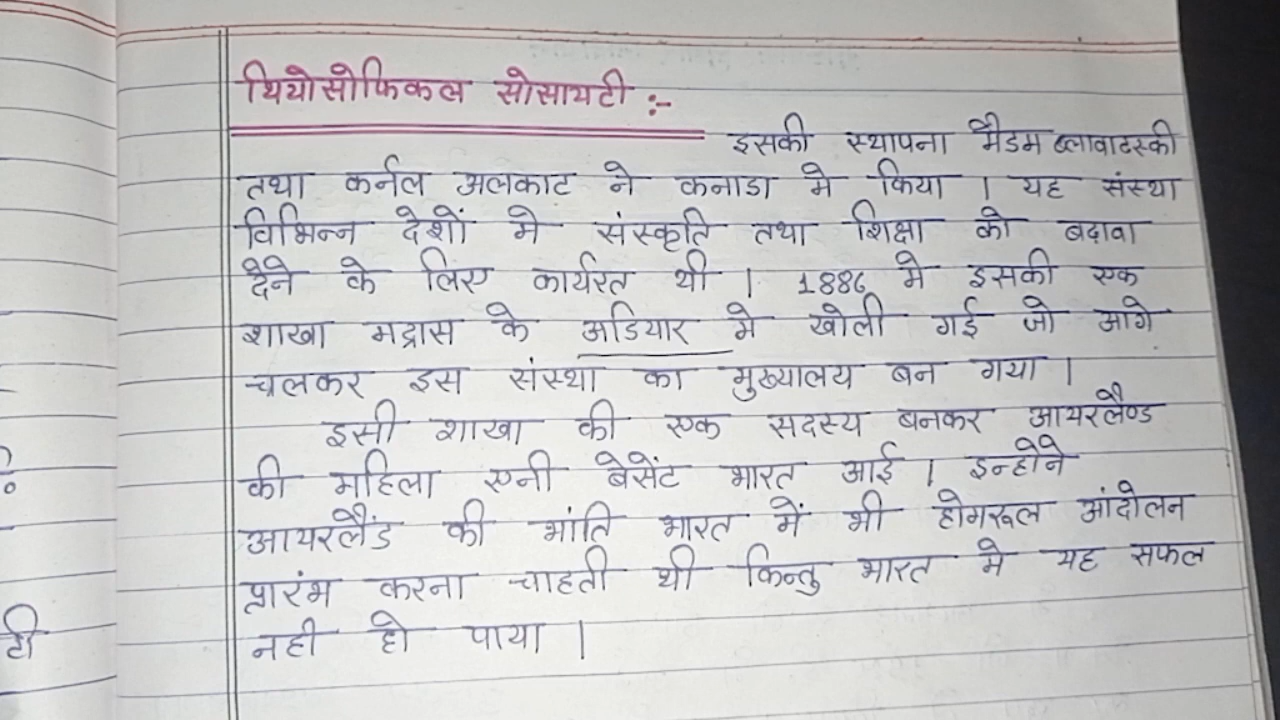 थियोसोफिकल सोसायटी :-
इसकी स्थापना मैडम ब्लावाटस्की
तथा कर्नल अलकाट ने कनाडा मे किया । यह संस्था
विभिन्न देशों मे संस्कृति तथा शिक्षा को बढावा
देने के लिए कार्यरत थी । 1886 मे इसकी एक
शाखा मद्रास के अडियार मे खोली गई जो आगे
चलकर इस संस्था का मुख्यालय बन गया ।
इसी शाखा की एक सदस्य बनकर आयरलैण्ड
की महिला एनी बेसेंट भारत आई । इन्होने
आयरलैंड की भांति भारत में भी होमरूल आंदोलन
प्रारंभ करना चाहती थी किन्तु भारत मे यह सफल
नही हो पाया ।
टी